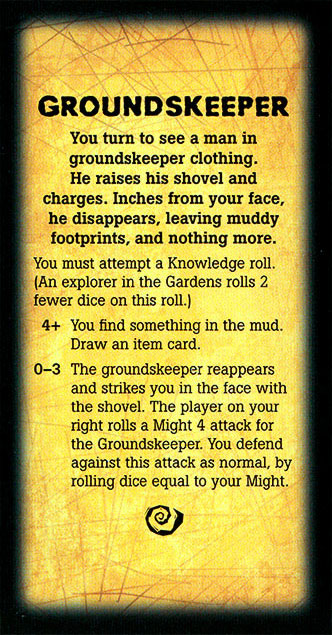 GROUNDSKEEPER
You turn to see a man in
groundskeeper clothing.
He raises his shovel and
charges. Inches from your face,
he disappears, leaving muddy
footprints, and nothing more.
You must attempt a Knowledge roll.
(An explorer in the Gardens rolls 2
fewer dice on this roll.)
4+ You find something in the mud.
Draw an item card.
0–3 The groundskeeper reappears
and strikes you in the face with
the shovel. The player on your
right rolls a Might 4 attack for
the Groundskeeper. You defend
against this attack as normal, by
rolling dice equal to your Might.